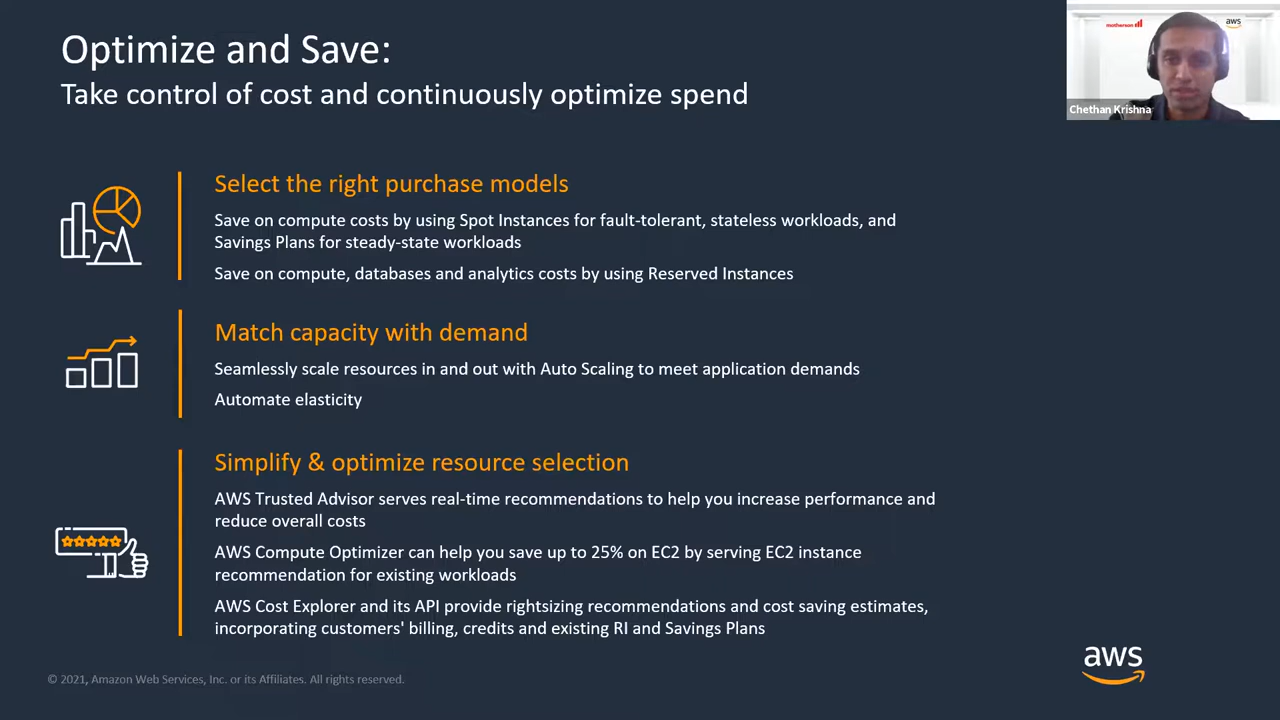 Optimize and Save:
Take control of cost and continuously optimize spend
motherson
aws
Chethan Krishna
Select the right purchase models
Save on compute costs by using Spot Instances for fault-tolerant, stateless workloads, and
Savings Plans for steady-state workloads
Save on compute, databases and analytics costs by using Reserved Instances
Match capacity with demand
Seamlessly scale resources in and out with Auto Scaling to meet application demands
Automate elasticity
Simplify & optimize resource selection
AWS Trusted Advisor serves real-time recommendations to help you increase performance and
reduce overall costs
AWS Compute Optimizer can help you save up to 25% on EC2 by serving EC2 instance
recommendation for existing workloads
AWS Cost Explorer and its API provide rightsizing recommendations and cost saving estimates,
incorporating customers' billing, credits and existing RI and Savings Plans
© 2021, Amazon Web Services, Inc. or its Affiliates. All rights reserved.
aws